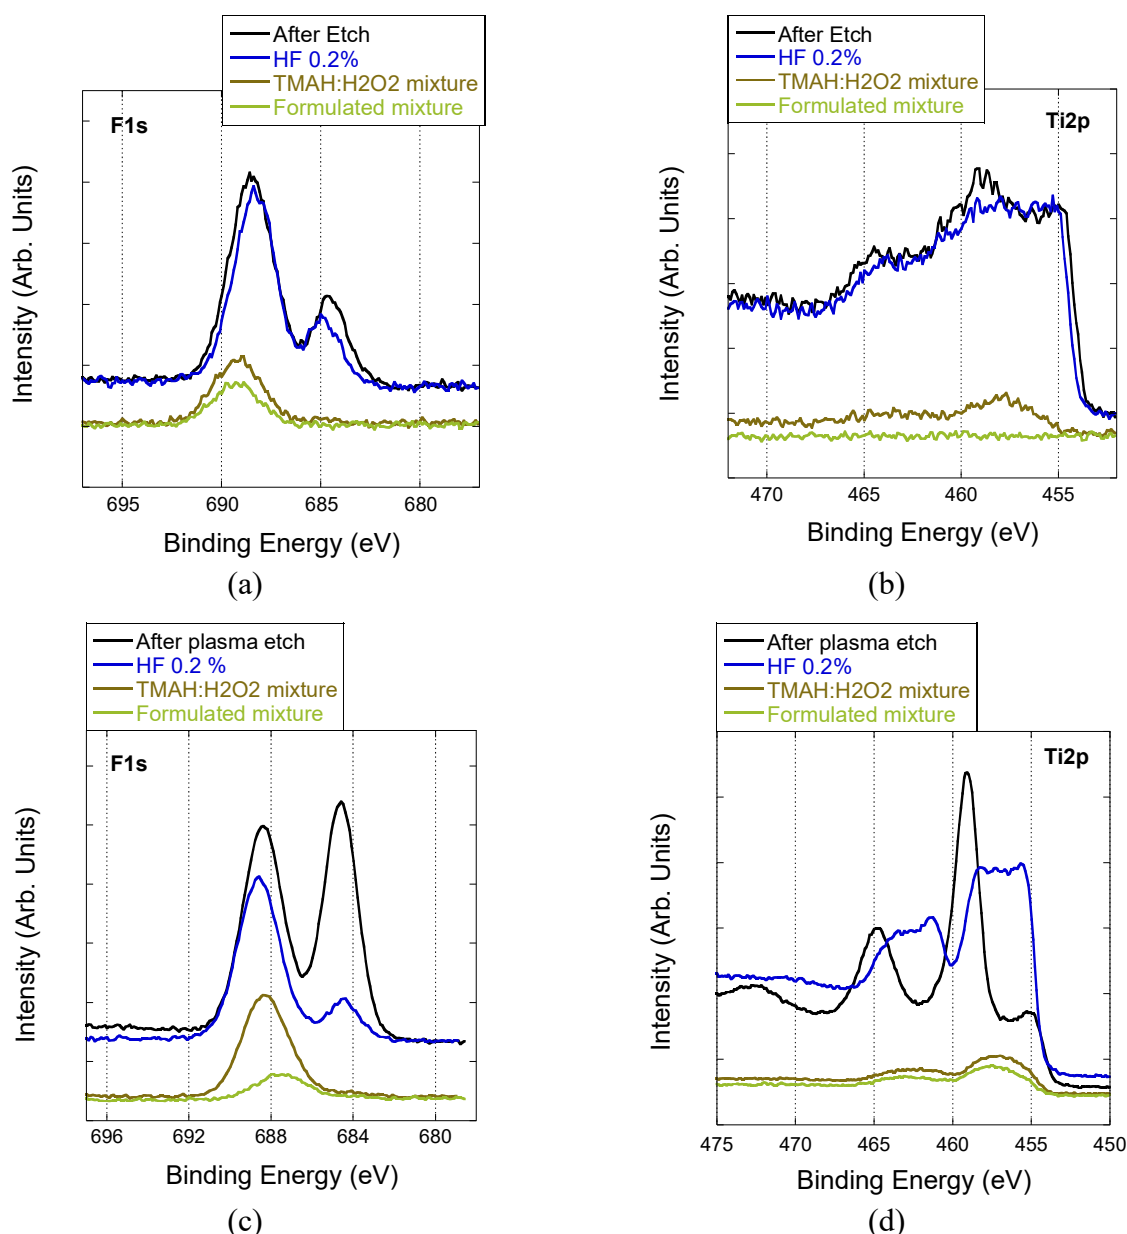 After Etch
HF 0.2%
TMAH:H2O2 mixture
Formulated mixture
F1s
Intensity (Arb. Units)
695 690 685 680
Binding Energy (eV)
(a)
After Etch
HF 0.2%
TMAH:H2O2 mixture
Formulated mixture
Ti2p
Intensity (Arb. Units)
470 465 460 455
Binding Energy (eV)
(b)
After plasma etch
HF 0.2 %
TMAH:H2O2 mixture
Formulated mixture
F1s
Intensity (Arb. Units)
696 692 688 684 680
Binding Energy (eV)
(c)
After plasma etch
HF 0.2%
TMAH:H2O2 mixture
Formulated mixture
Ti2p
Intensity (Arb. Units)
475 470 465 460 455 450
Binding Energy (eV)
(d)